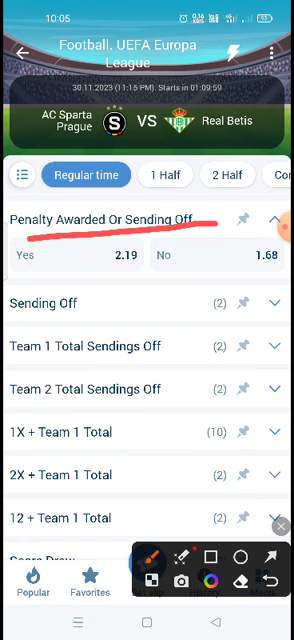 10:05
Football. UEFA Europa
League
30.11.2023 (11:15 PM). Starts in 01:09:59
AC Sparta
Prague
S
VS
Real Betis
Regular time
1 Half
2 Half
Penalty Awarded Or Sending Off
Yes 2.19
No 1.68
Sending Off (2)
Team 1 Total Sendings Off (2)
Team 2 Total Sendings Off (2)
1X + Team 1 Total (10)
2X + Team 1 Total (2)
12 + Team 1 Total (2)
Popular
Favorites